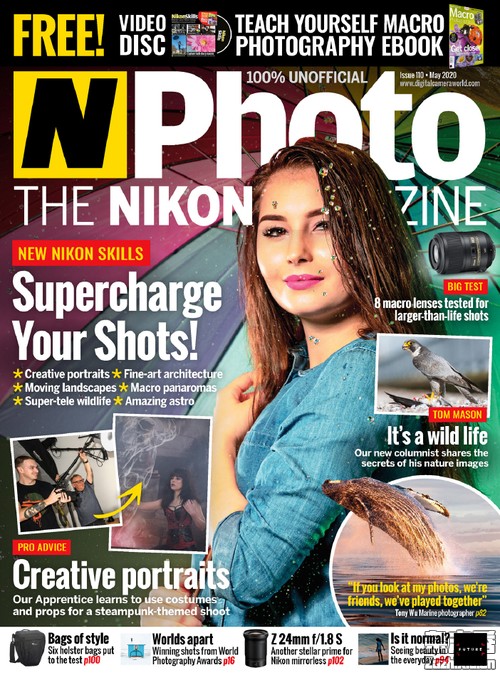 FREE!
VIDEO
DISC
TEACH YOURSELF MACRO
PHOTOGRAPHY EBOOK
Macro
Get close
100% UNOFFICIAL
Issue 110 • May 2020
www.digitalcameraworld.com
N Photo
THE NIKON ZINE
NEW NIKON SKILLS
Supercharge
Your Shots!
★ Creative portraits ★ Fine-art architecture
★ Moving landscapes ★ Macro panaromas
★ Super-tele wildlife ★ Amazing astro
BIG TEST
8 macro lenses tested for
larger-than-life shots
TOM MASON
It's a wild life
Our new columnist shares the
secrets of his nature images
PRO ADVICE
Creative portraits
Our Apprentice learns to use costumes
and props for a steampunk-themed shoot
"If you look at my photos, we're
friends, we've played together"
Tony Wu Marine photographer p62
Bags of style
Six holster bags put
to the test p100
Worlds apart
Winning shots from World
Photography Awards p16
Z 24mm f/1.8 S
Another stellar prime for
Nikon mirrorless p102
Is it normal?
Seeing beauty in
the everyday p94
FUTURE